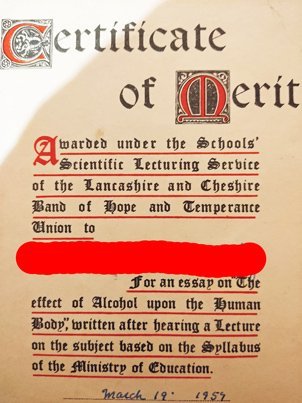 Certificate
of Merit
Awarded under the Schools'
Scientific Lecturing Service
of the Lancashire and Cheshire
Band of Hope and Temperance
Union to
For an essay on "The
effect of Alcohol upon the Human
Body", written after hearing a Lecture
on the subject based on the Syllabus
of the Ministry of Education.
March 19. 1959